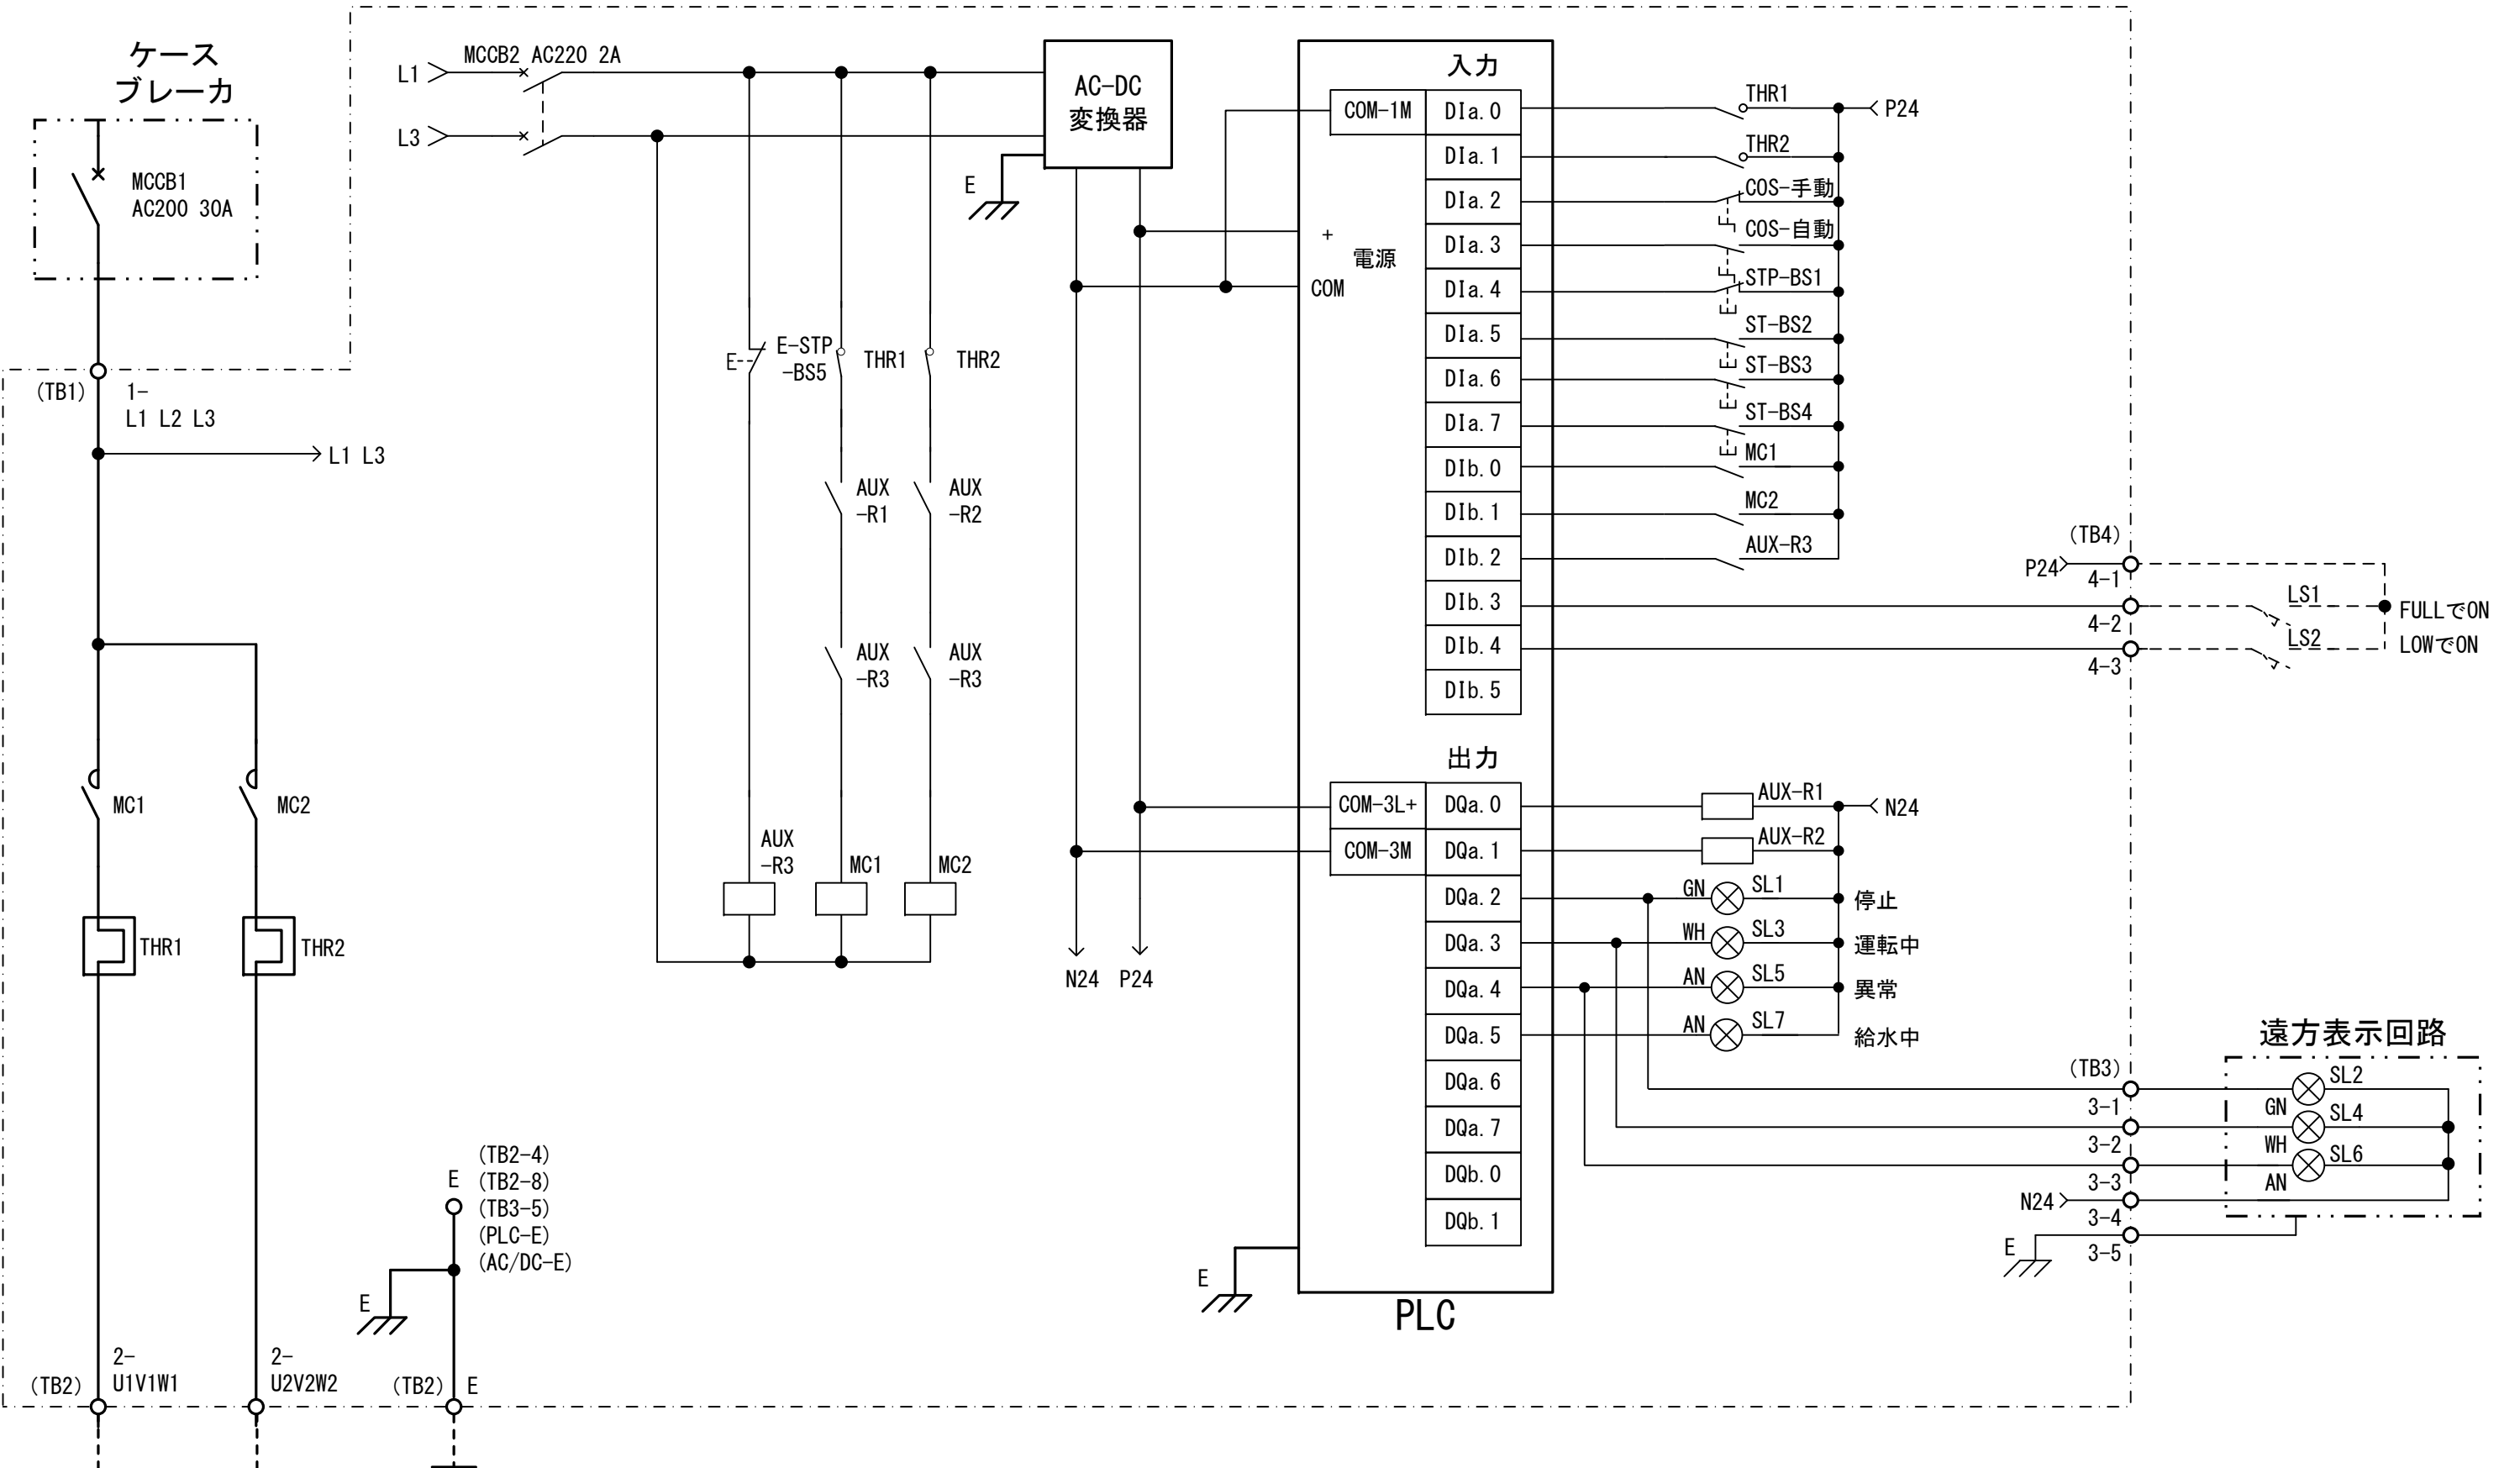 ケース
ブレーカ
MCCB1
AC200 30A
(TB1)
1-
L1 L2 L3
L1 L3
MC1
MC2
THR1
THR2
(TB2)
2-
U1V1W1
2-
U2V2W2
(TB2)
E
E
E
(TB2-4)
(TB2-8)
(TB3-5)
(PLC-E)
(AC/DC-E)
MCCB2 AC220 2A
L1
L3
E
E-STP
-BS5
THR1
THR2
AUX
-R1
AUX
-R2
AUX
-R3
AUX
-R3
AUX
-R3
MC1
MC2
AC-DC
変換器
E
N24
P24
入力
COM-1M
+
電源
COM
DIa.0
DIa.1
DIa.2
DIa.3
DIa.4
DIa.5
DIa.6
DIa.7
DIb.0
DIb.1
DIb.2
DIb.3
DIb.4
DIb.5
THR1
P24
THR2
COS-手動
COS-自動
STP-BS1
ST-BS2
ST-BS3
ST-BS4
MC1
MC2
AUX-R3
(TB4)
P24
4-1
4-2
4-3
LS1
LS2
FULLでON
LOWでON
出力
COM-3L+
COM-3M
DQa.0
DQa.1
DQa.2
DQa.3
DQa.4
DQa.5
DQa.6
DQa.7
DQb.0
DQb.1
E
PLC
AUX-R1
N24
AUX-R2
GN
SL1
停止
WH
SL3
運転中
AN
SL5
異常
AN
SL7
給水中
遠方表示回路
(TB3)
3-1
3-2
3-3
N24
3-4
E
3-5
SL2
GN
SL4
WH
SL6
AN